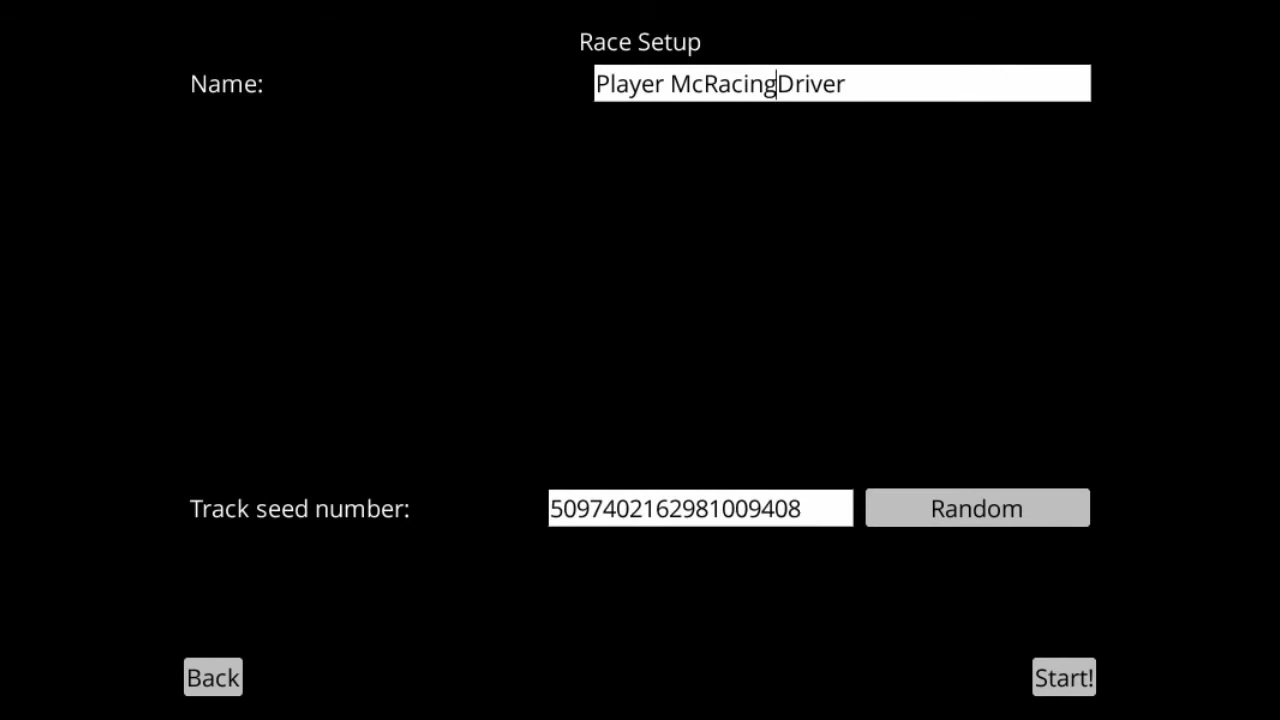 Race Setup
Name: Player McRacingDriver
Track seed number: 5097402162981009408 Random
Back Start!